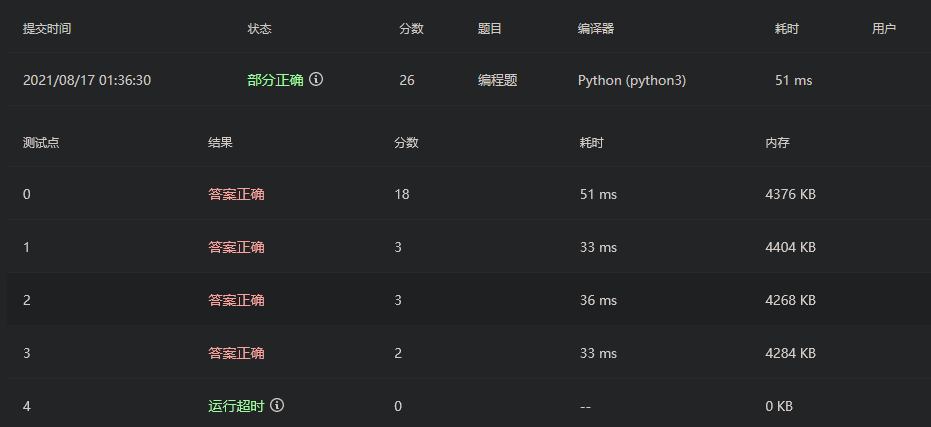 提交时间 状态 分数 题目 编译器 耗时 用户
2021/08/17 01:36:30 部分正确 26 编程题 Python (python3) 51 ms
测试点 结果 分数 耗时 内存
0 答案正确 18 51 ms 4376 KB
1 答案正确 3 33 ms 4404 KB
2 答案正确 3 36 ms 4268 KB
3 答案正确 2 33 ms 4284 KB
4 运行超时 0 -- 0 KB